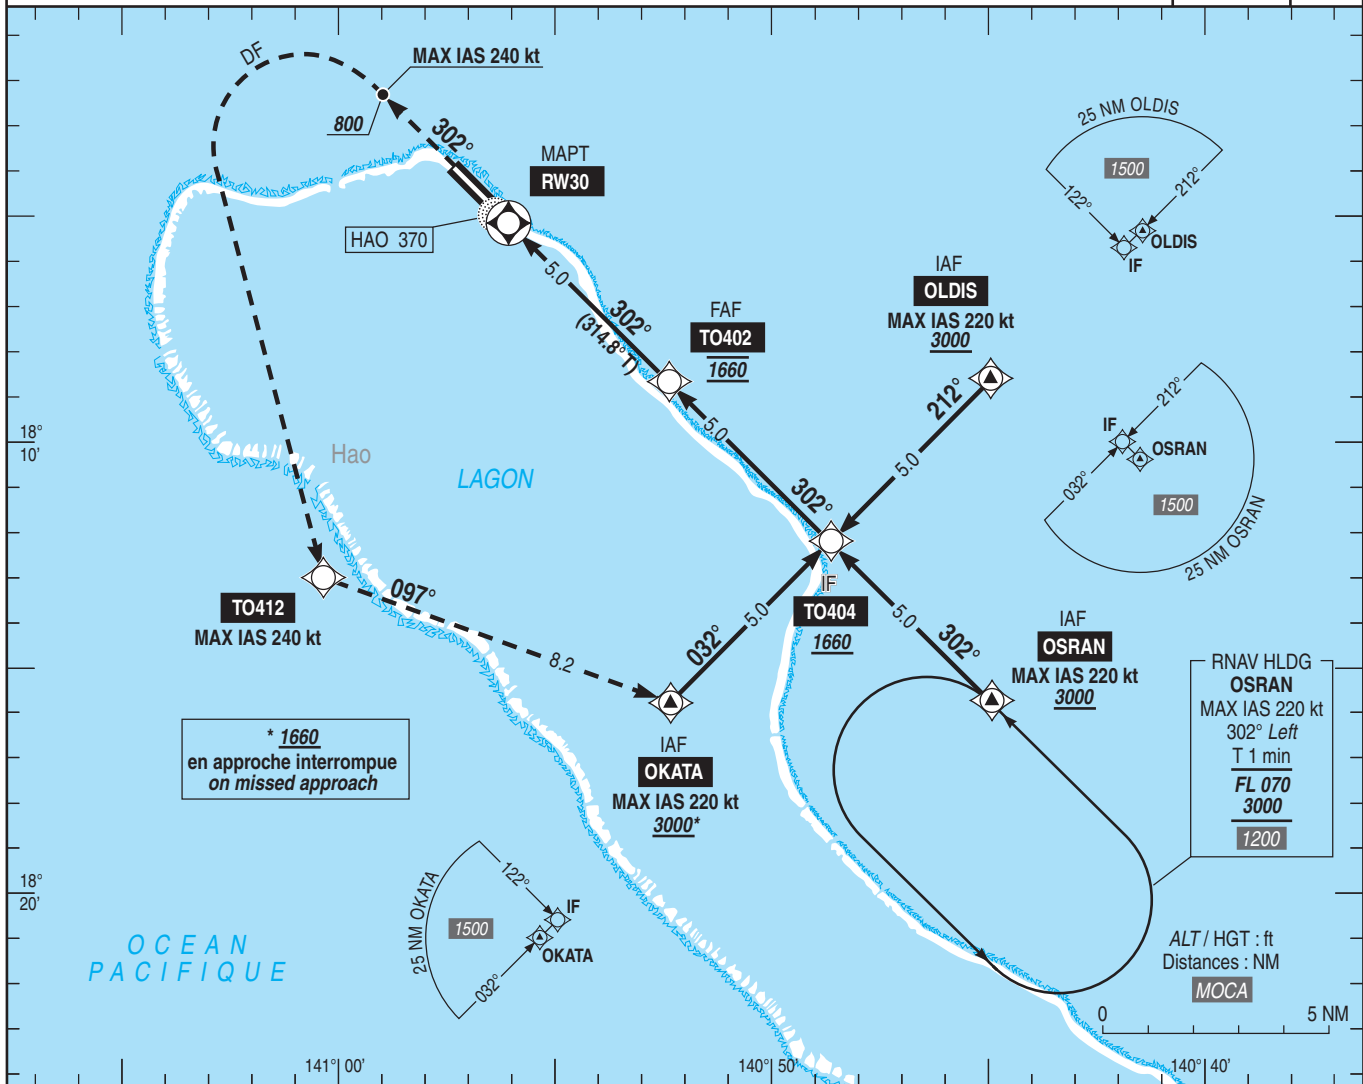 DF
MAX IAS 240 kt
800
302°
MAPT
RW30
HAO 370
5.0
302°
(314.8° T)
FAF
TO402
1660
5.0
302°
IAF
OLDIS
MAX IAS 220 kt
3000
212°
5.0
25 NM OLDIS
1500
122°
212°
OLDIS
IF
212°
IF
OSRAN
032°
1500
25 NM OSRAN
18°
10'
Hao
LAGON
TO412
MAX IAS 240 kt
097°
8.2
032°
5.0
IF
TO404
1660
5.0
302°
IAF
OSRAN
MAX IAS 220 kt
3000
RNAV HLDG
OSRAN
MAX IAS 220 kt
302° Left
T 1 min
FL 070
3000
1200
* 1660
en approche interrompue
on missed approach
IAF
OKATA
MAX IAS 220 kt
3000*
18°
20'
25 NM OKATA
1500
122°
IF
OKATA
032°
OCEAN
PACIFIQUE
ALT / HGT : ft
Distances : NM
MOCA
0 5 NM
141° 00'
140° 50'
140° 40'